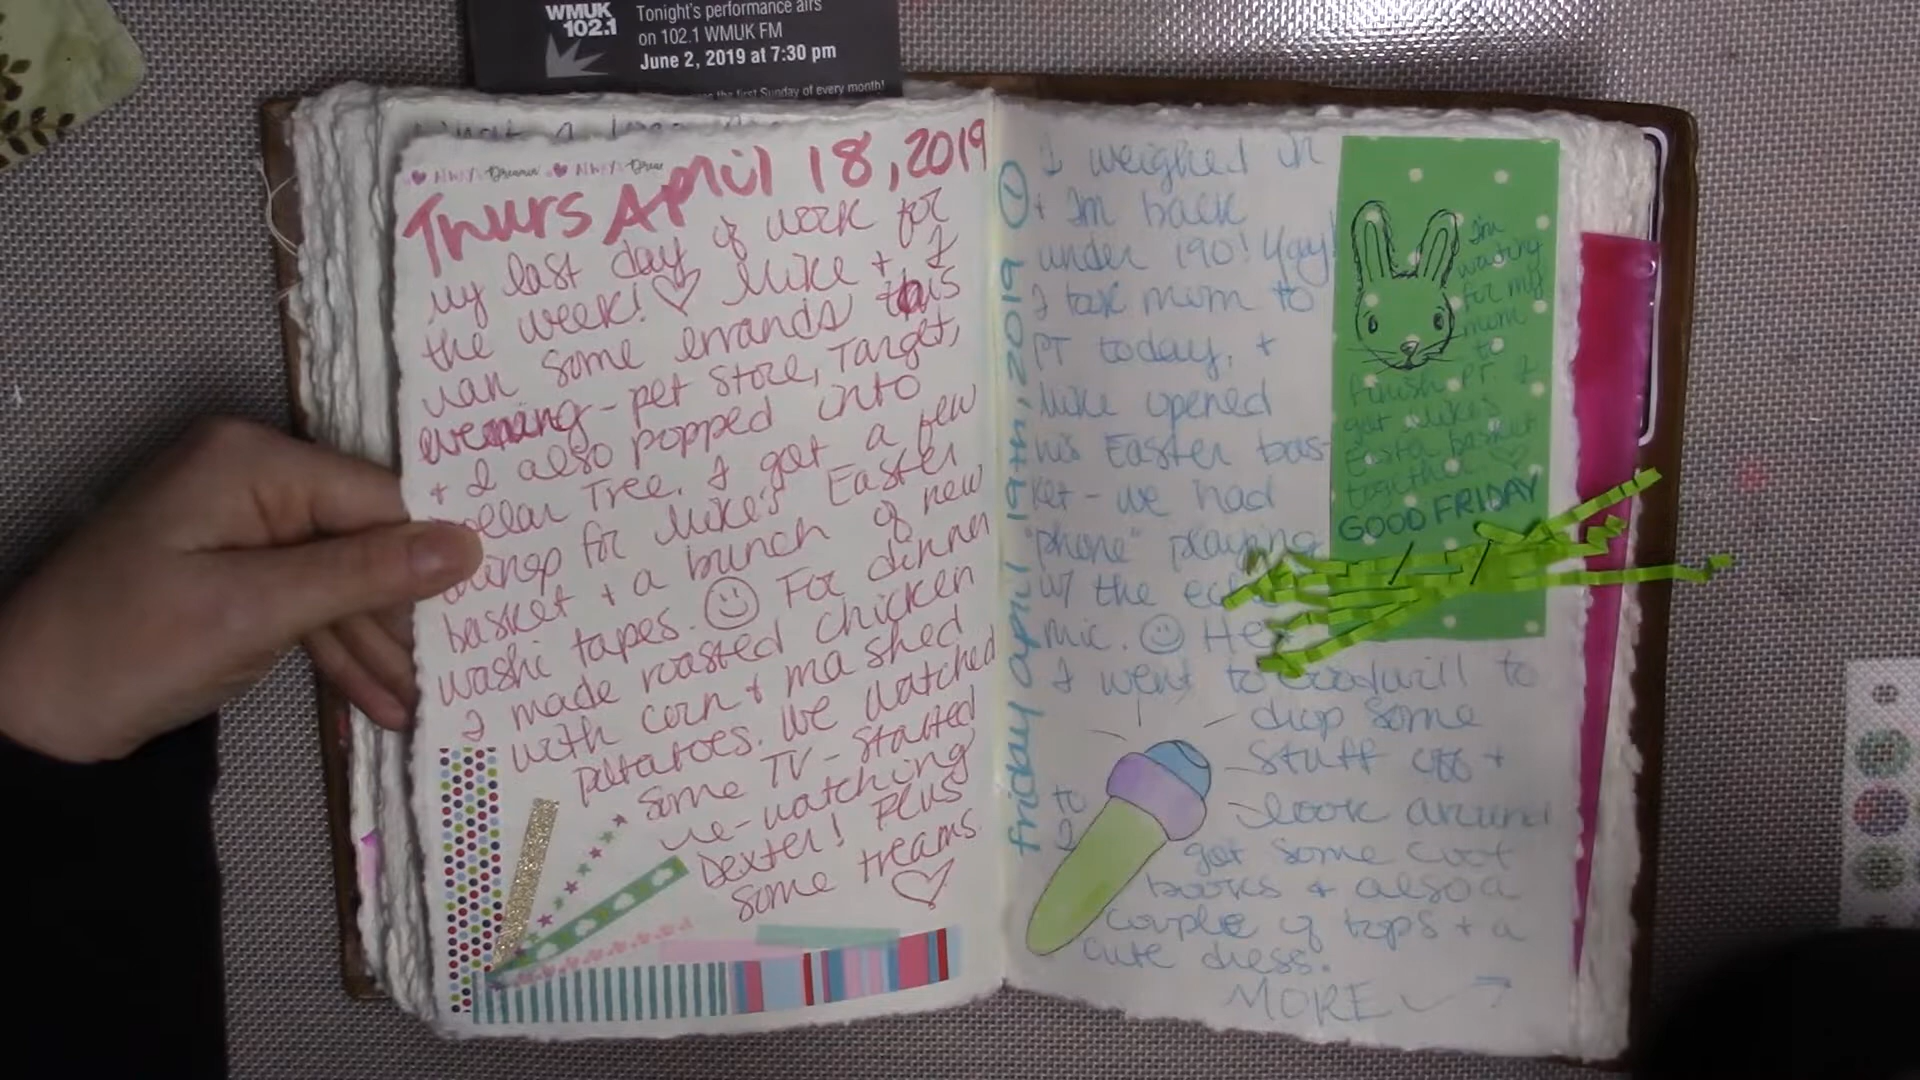 WMUK
102.1
Tonight's performance airs
on 102.1 WMUK FM
June 2, 2019 at 7:30 pm
the first Sunday of every month!
Thurs April 18, 2019
my last day of work for
the week! ♡ Mike + I
ran some errands this
evening - pet store, Target,
+ I also popped into
Dollar Tree. I got a few
things for Mike's Easter
basket + a bunch of new
washi tapes. ☺ For dinner
I made roasted chicken
with corn + mashed
potatoes. We watched
some TV - started
re-watching
Dexter! Plus
some treams
♡
friday april 19th, 2019 ①
I weighed in
+ Im back
under 190! Yay!
I took mum to
PT today, +
Mike opened
his Easter bas-
ket - we had
"phone" playing
w/ the echo
mic. ☺ He +
I went to Goodwill to
drop some
stuff off +
to look around
I got some cool
books + also a
couple of tops + a
cute dress.
MORE →
I'm
waiting
for my
mum
to
finish PT. I
got Mike's
Easter basket
together ♡
GOOD FRIDAY